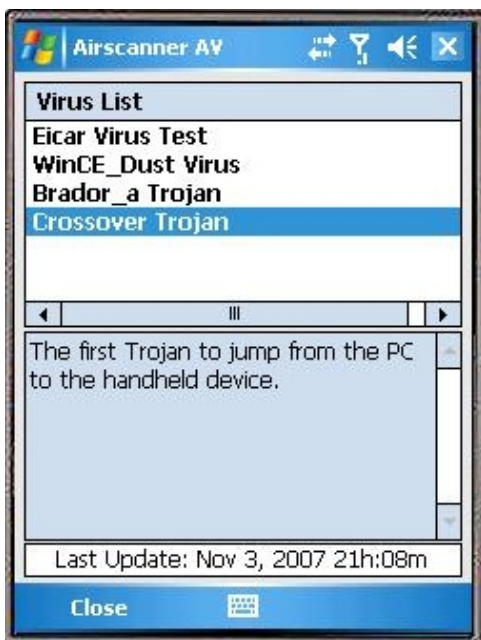 Airscanner AV
Virus List
Eicar Virus Test
WinCE_Dust Virus
Brador_a Trojan
Crossover Trojan
The first Trojan to jump from the PC
to the handheld device.
Last Update: Nov 3, 2007 21h:08m
Close